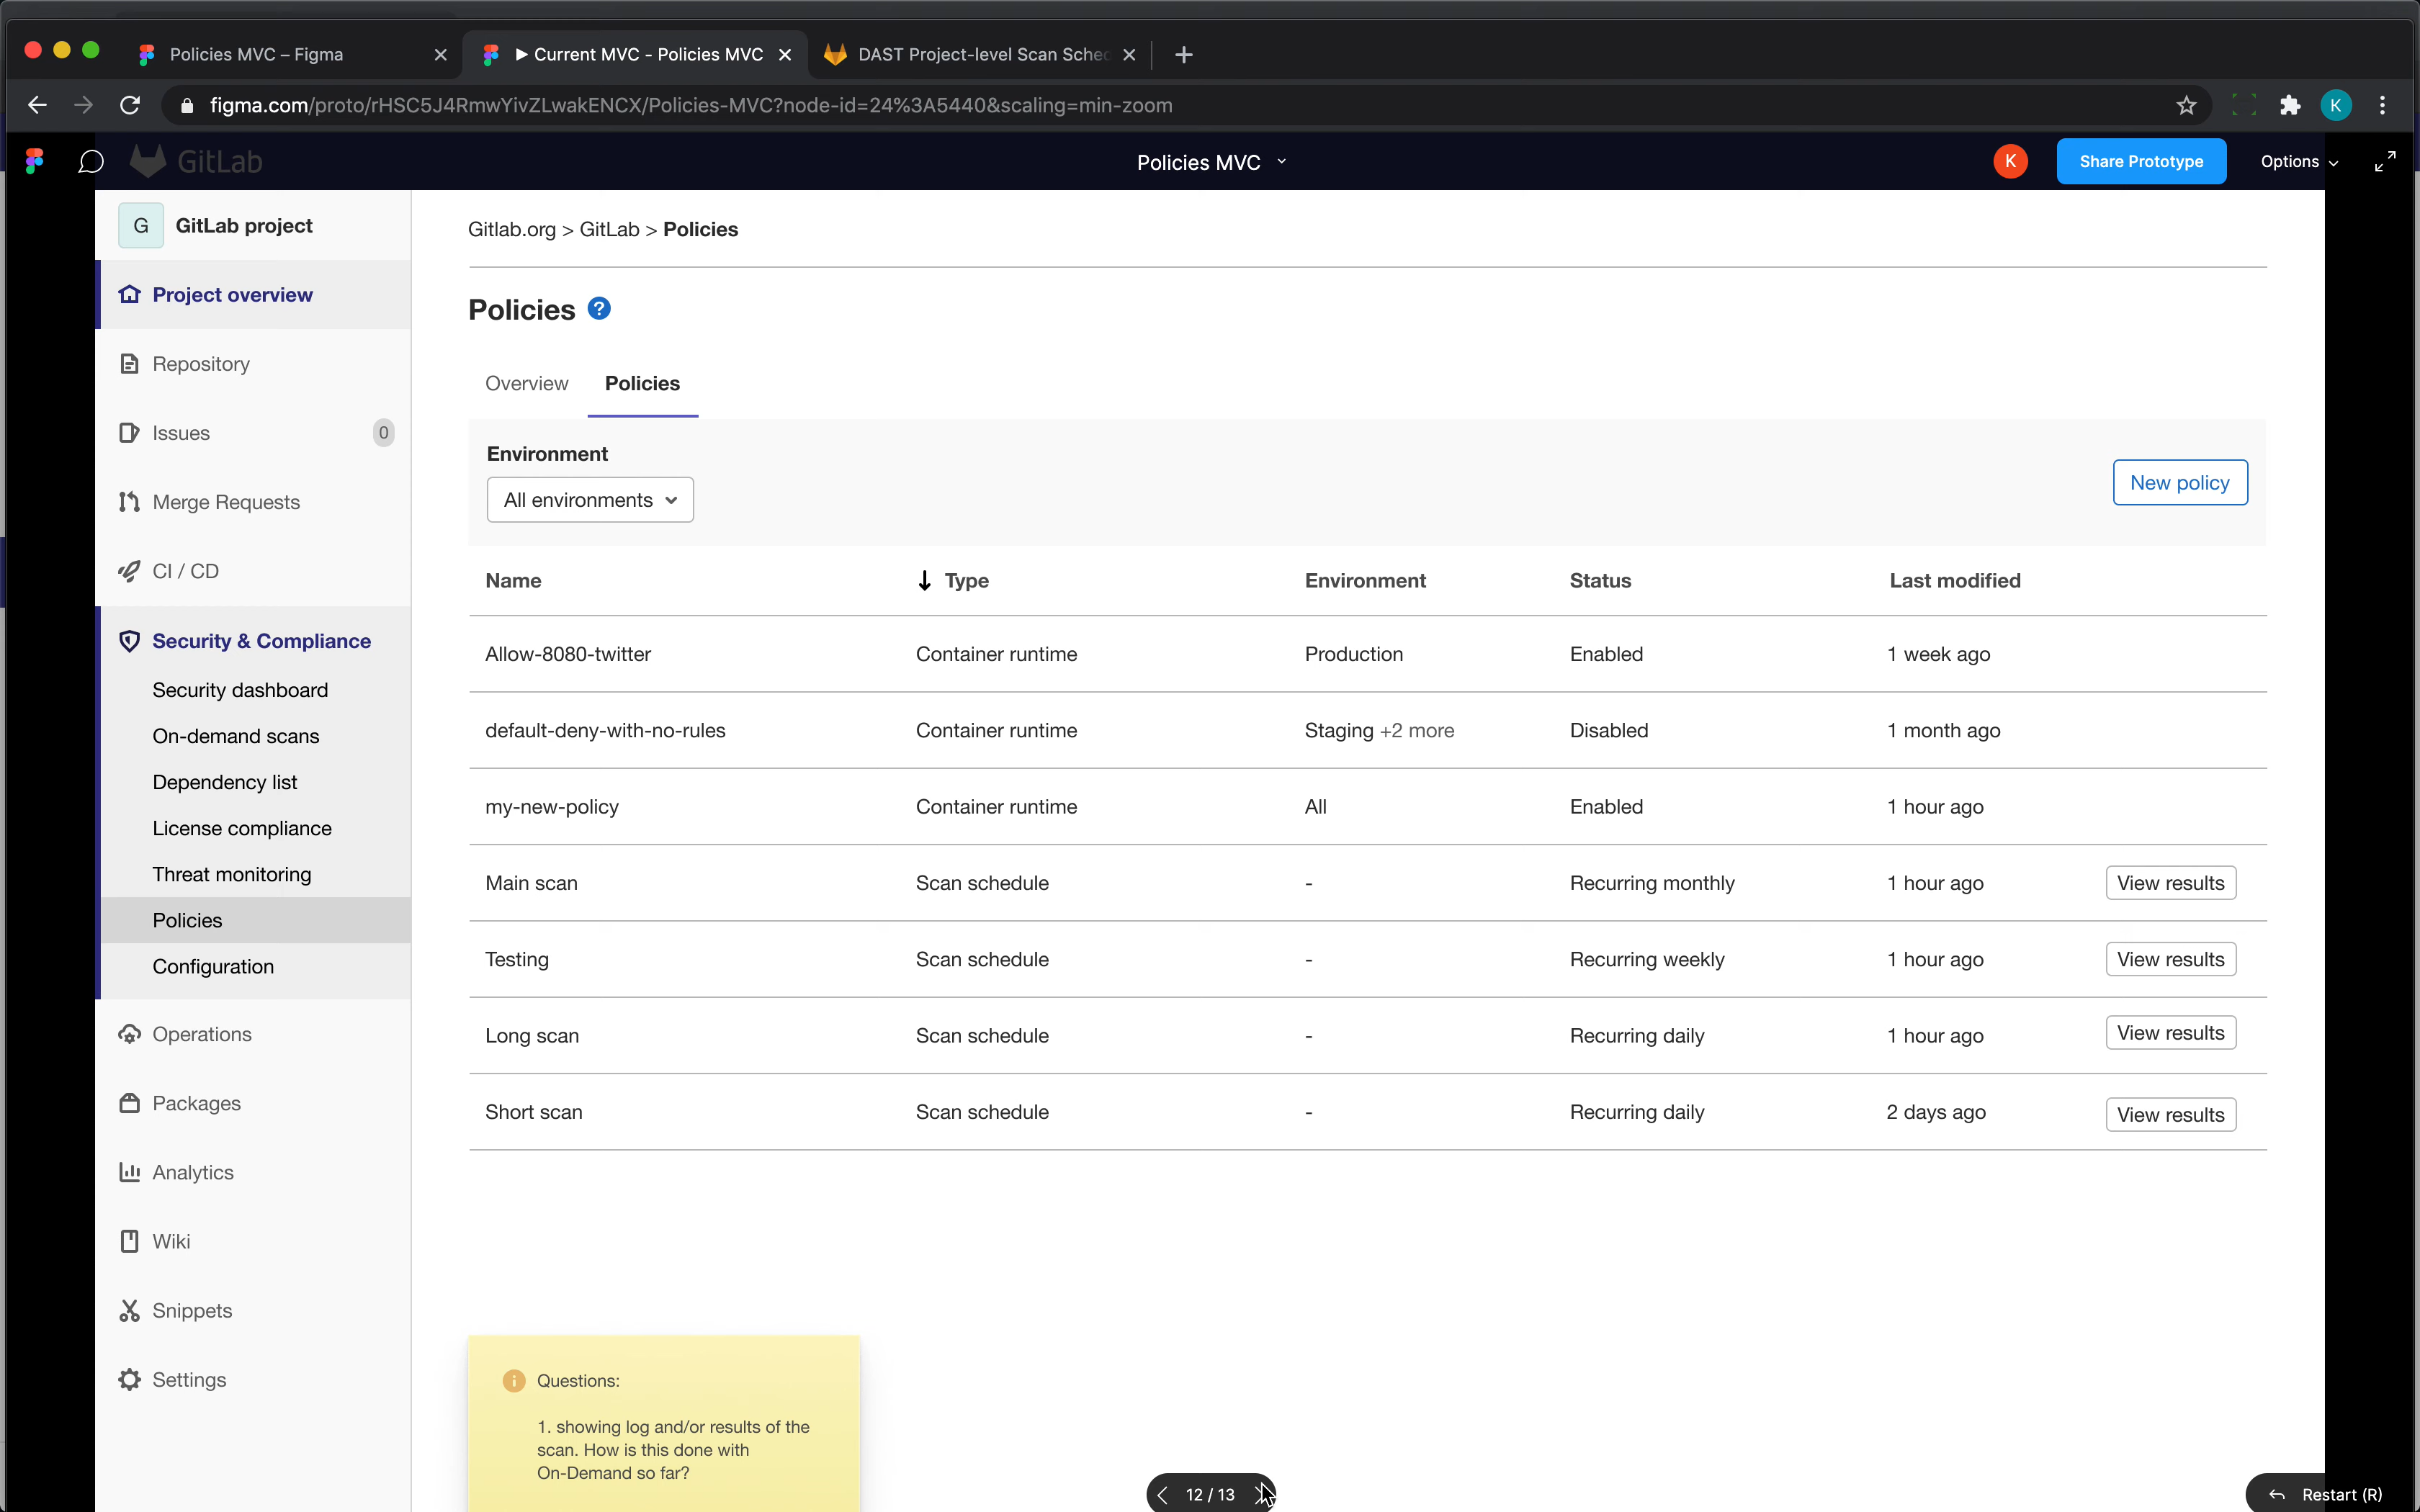 Policies MVC – Figma
▶ Current MVC - Policies MVC
DAST Project-level Scan Sche
figma.com/proto/rHSC5J4RmwYivZLwakENCX/Policies-MVC?node-id=24%3A5440&scaling=min-zoom
K
GitLab
Policies MVC
K
Share Prototype
Options
G
GitLab project
Project overview
Repository
Issues
0
Merge Requests
CI / CD
Security & Compliance
Security dashboard
On-demand scans
Dependency list
License compliance
Threat monitoring
Policies
Configuration
Operations
Packages
Analytics
Wiki
Snippets
Settings
Gitlab.org > GitLab > Policies
Policies ?
Overview Policies
Environment
All environments
New policy
Name ↓ Type Environment Status Last modified
Allow-8080-twitter Container runtime Production Enabled 1 week ago
default-deny-with-no-rules Container runtime Staging +2 more Disabled 1 month ago
my-new-policy Container runtime All Enabled 1 hour ago
Main scan Scan schedule - Recurring monthly 1 hour ago View results
Testing Scan schedule - Recurring weekly 1 hour ago View results
Long scan Scan schedule - Recurring daily 1 hour ago View results
Short scan Scan schedule - Recurring daily 2 days ago View results
Questions:
1. showing log and/or results of the
scan. How is this done with
On-Demand so far?
12 / 13
Restart (R)